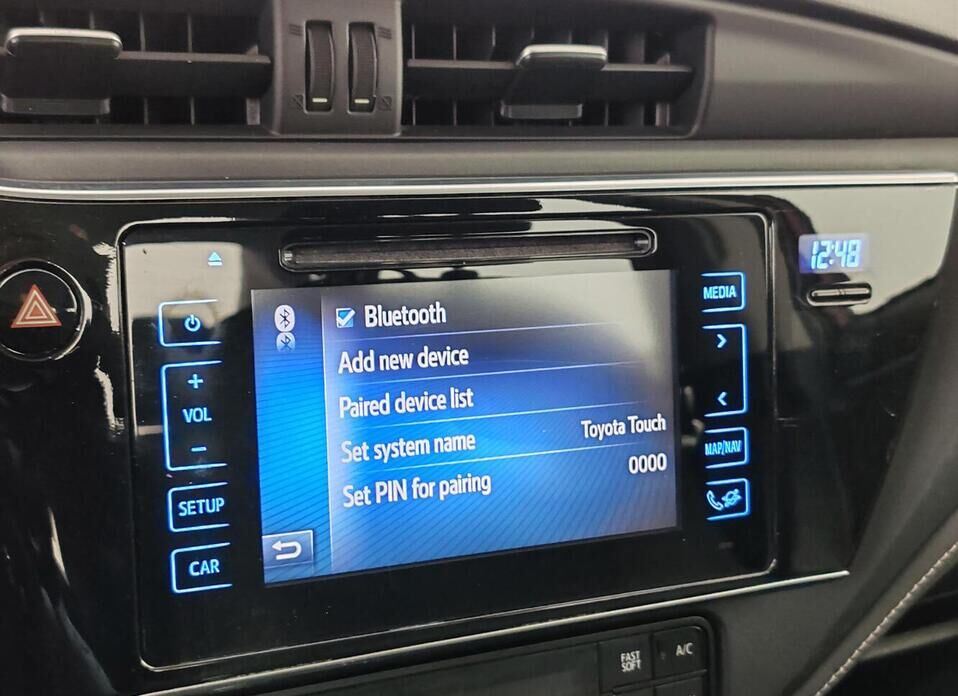 12:48
MEDIA
Bluetooth
Add new device
VOL
Paired device list
Set system name Toyota Touch
MAP/NAV
Set PIN for pairing 0000
SETUP
CAR
FAST
SOFT
A/C